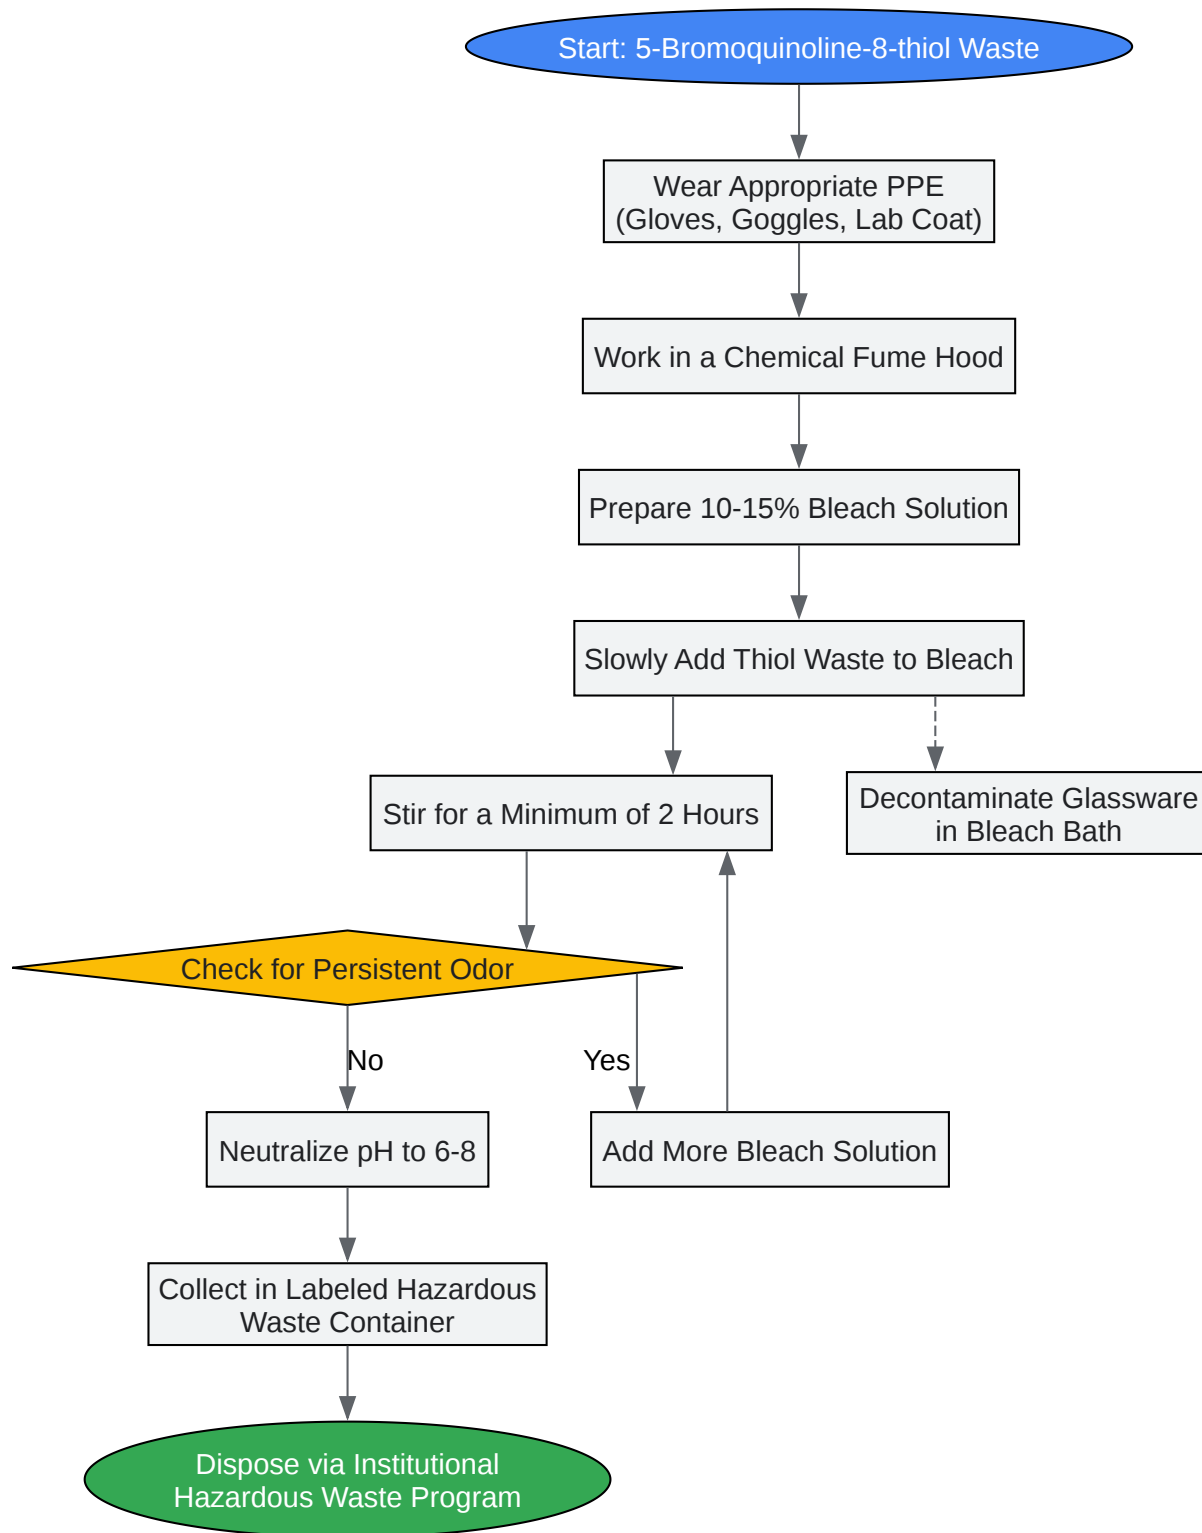 Start: 5-Bromoquinoline-8-thiol Waste
Wear Appropriate PPE
(Gloves, Goggles, Lab Coat)
Work in a Chemical Fume Hood
Prepare 10-15% Bleach Solution
Slowly Add Thiol Waste to Bleach
Stir for a Minimum of 2 Hours
Decontaminate Glassware
in Bleach Bath
Check for Persistent Odor
No
Yes
Neutralize pH to 6-8
Add More Bleach Solution
Collect in Labeled Hazardous
Waste Container
Dispose via Institutional
Hazardous Waste Program